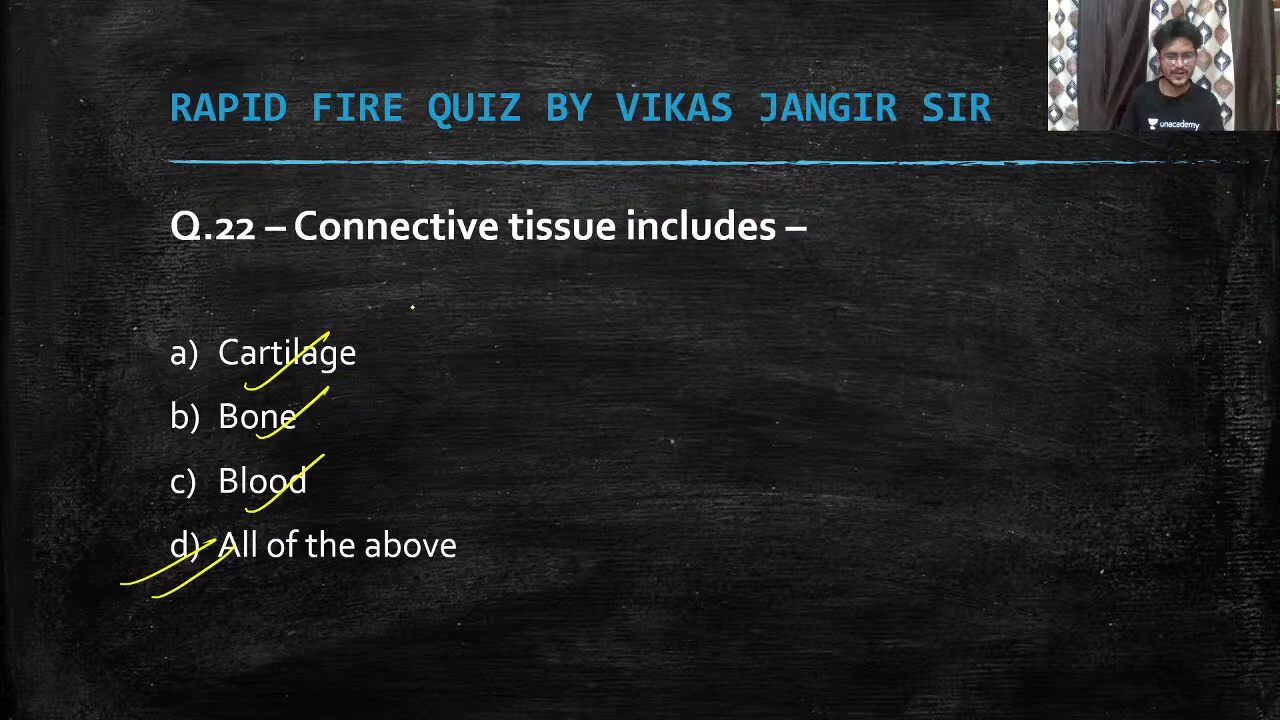 RAPID FIRE QUIZ BY VIKAS JANGIR SIR
unacademy
Q.22 – Connective tissue includes –
a) Cartilage
b) Bone
c) Blood
d) All of the above